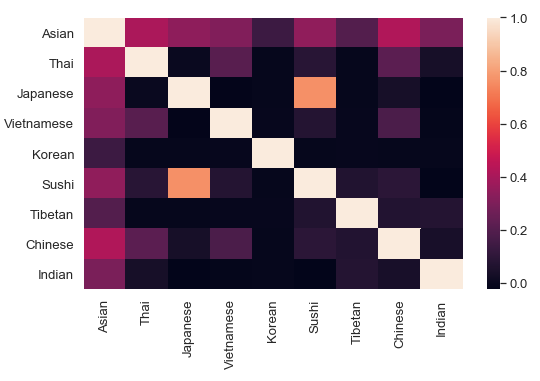 Asian
Thai
Japanese
Vietnamese
Korean
Sushi
Tibetan
Chinese
Indian
Asian
Thai
Japanese
Vietnamese
Korean
Sushi
Tibetan
Chinese
Indian
1.0
0.8
0.6
0.4
0.2
0.0